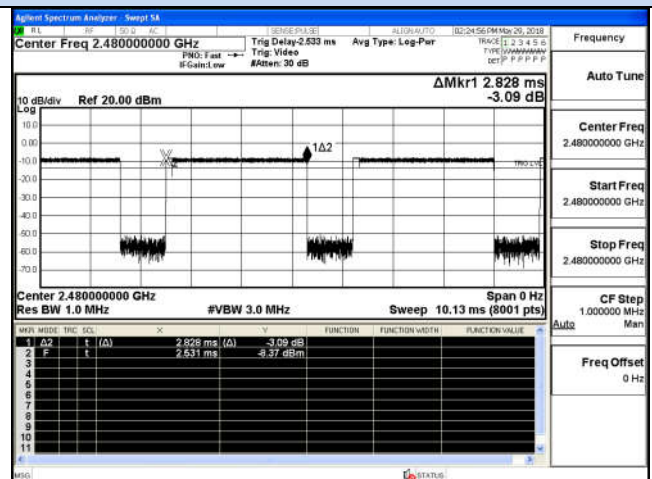 Agilent Spectrum Analyzer - Swept SA
RL RF 50 Ω AC SENSE:PULSE ALIGN AUTO 02:24:56 PM May 29, 2018
Center Freq 2.480000000 GHz
PNO: Fast
IFGain:Low
Trig Delay-2.533 ms
Trig: Video
#Atten: 30 dB
Avg Type: Log-Pwr
TRACE 1 2 3 4 5 6
TYPE
DET P P P P P P
ΔMkr1 2.828 ms
-3.09 dB
10 dB/div Ref 20.00 dBm
Log
10.0
0.00
-10.0
-20.0
-30.0
-40.0
-50.0
-60.0
-70.0
1Δ2
TRIG LVL
Center 2.480000000 GHz
Span 0 Hz
Res BW 1.0 MHz #VBW 3.0 MHz Sweep 10.13 ms (8001 pts)
MKR MODE TRC SCL X Y FUNCTION FUNCTION WIDTH FUNCTION VALUE
1 Δ2 t (Δ) 2.828 ms (Δ) -3.09 dB
2 F t 2.531 ms -8.37 dBm
3
4
5
6
7
8
9
10
11
MSG STATUS
Frequency
Auto Tune
Center Freq
2.480000000 GHz
Start Freq
2.480000000 GHz
Stop Freq
2.480000000 GHz
CF Step
1.000000 MHz
Auto Man
Freq Offset
0 Hz